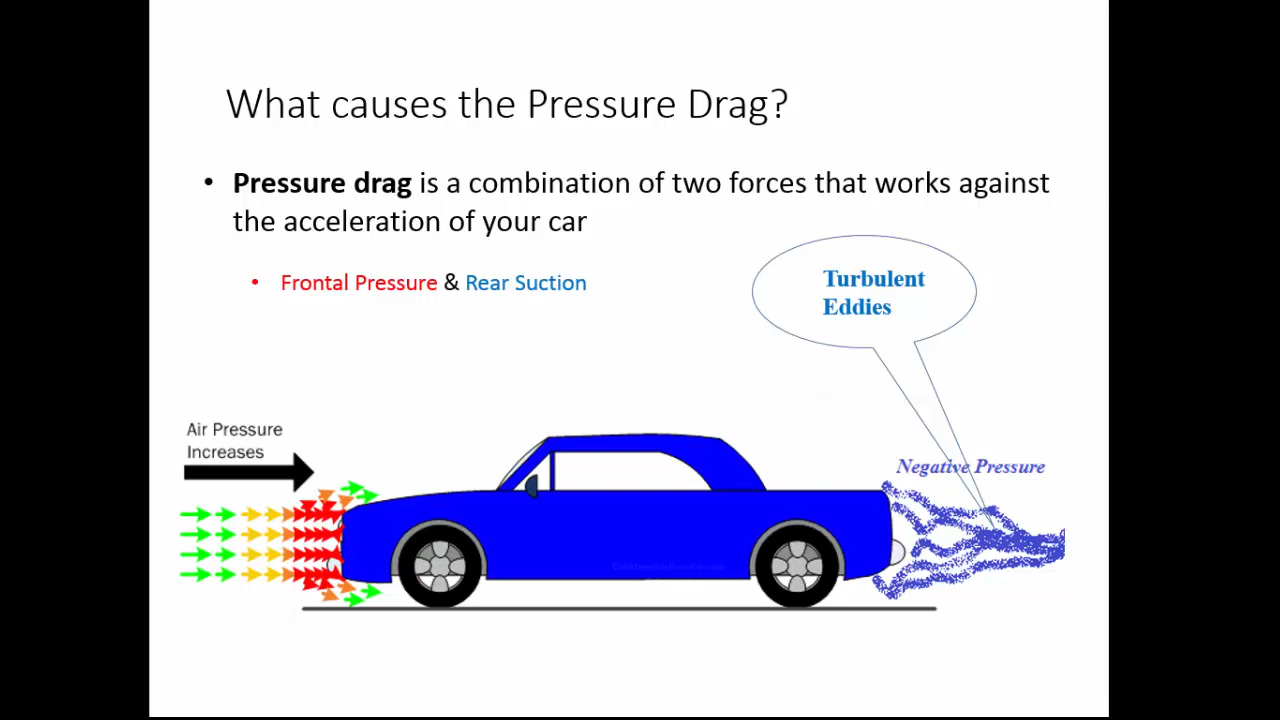 What causes the Pressure Drag?
• Pressure drag is a combination of two forces that works against
the acceleration of your car
• Frontal Pressure & Rear Suction
Turbulent
Eddies
Air Pressure
Increases
Negative Pressure